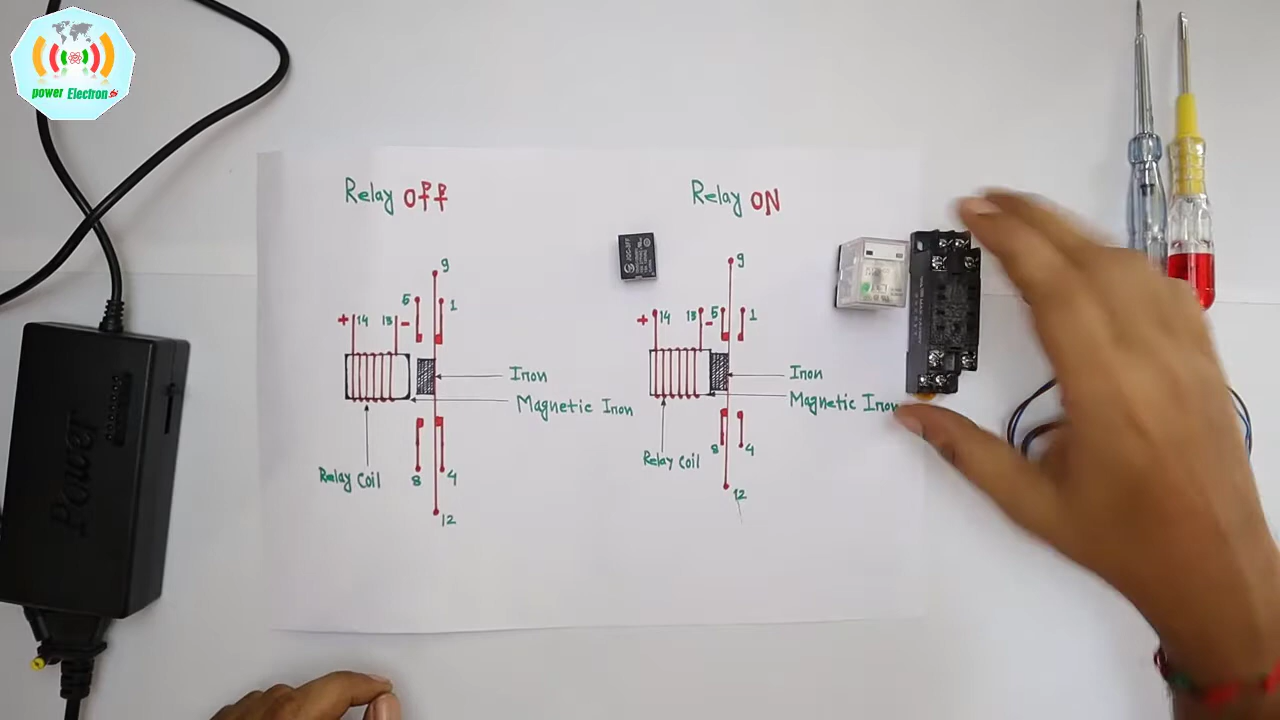 power Electronics
Relay OFF
Relay ON
9
5
1
+
14
13
-
Iron
Magnetic Iron
Relay Coil
8
4
12
9
5
1
+
14
13
-
Iron
Magnetic Iron
Relay Coil
8
4
12
Power